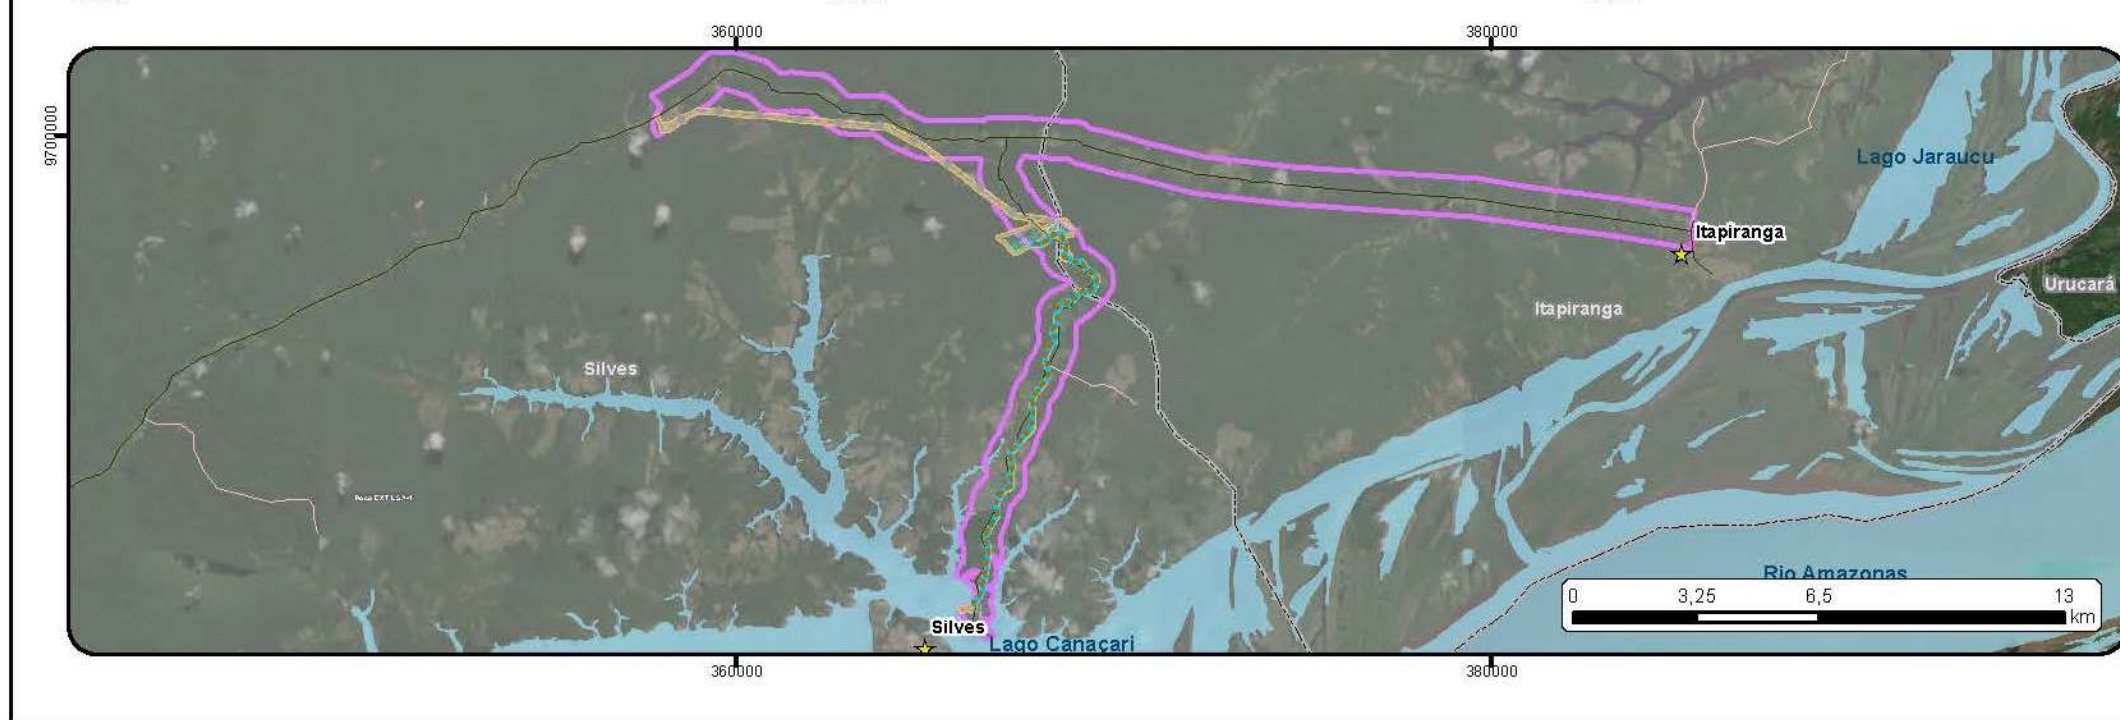 360000 380000
9700000
Lago Jaraucu
Itapiranga
Urucará
Itapiranga
Silves
Rio Amazonas
0 3,25 6,5 13
km
Silves
Lago Canaçari
360000 380000